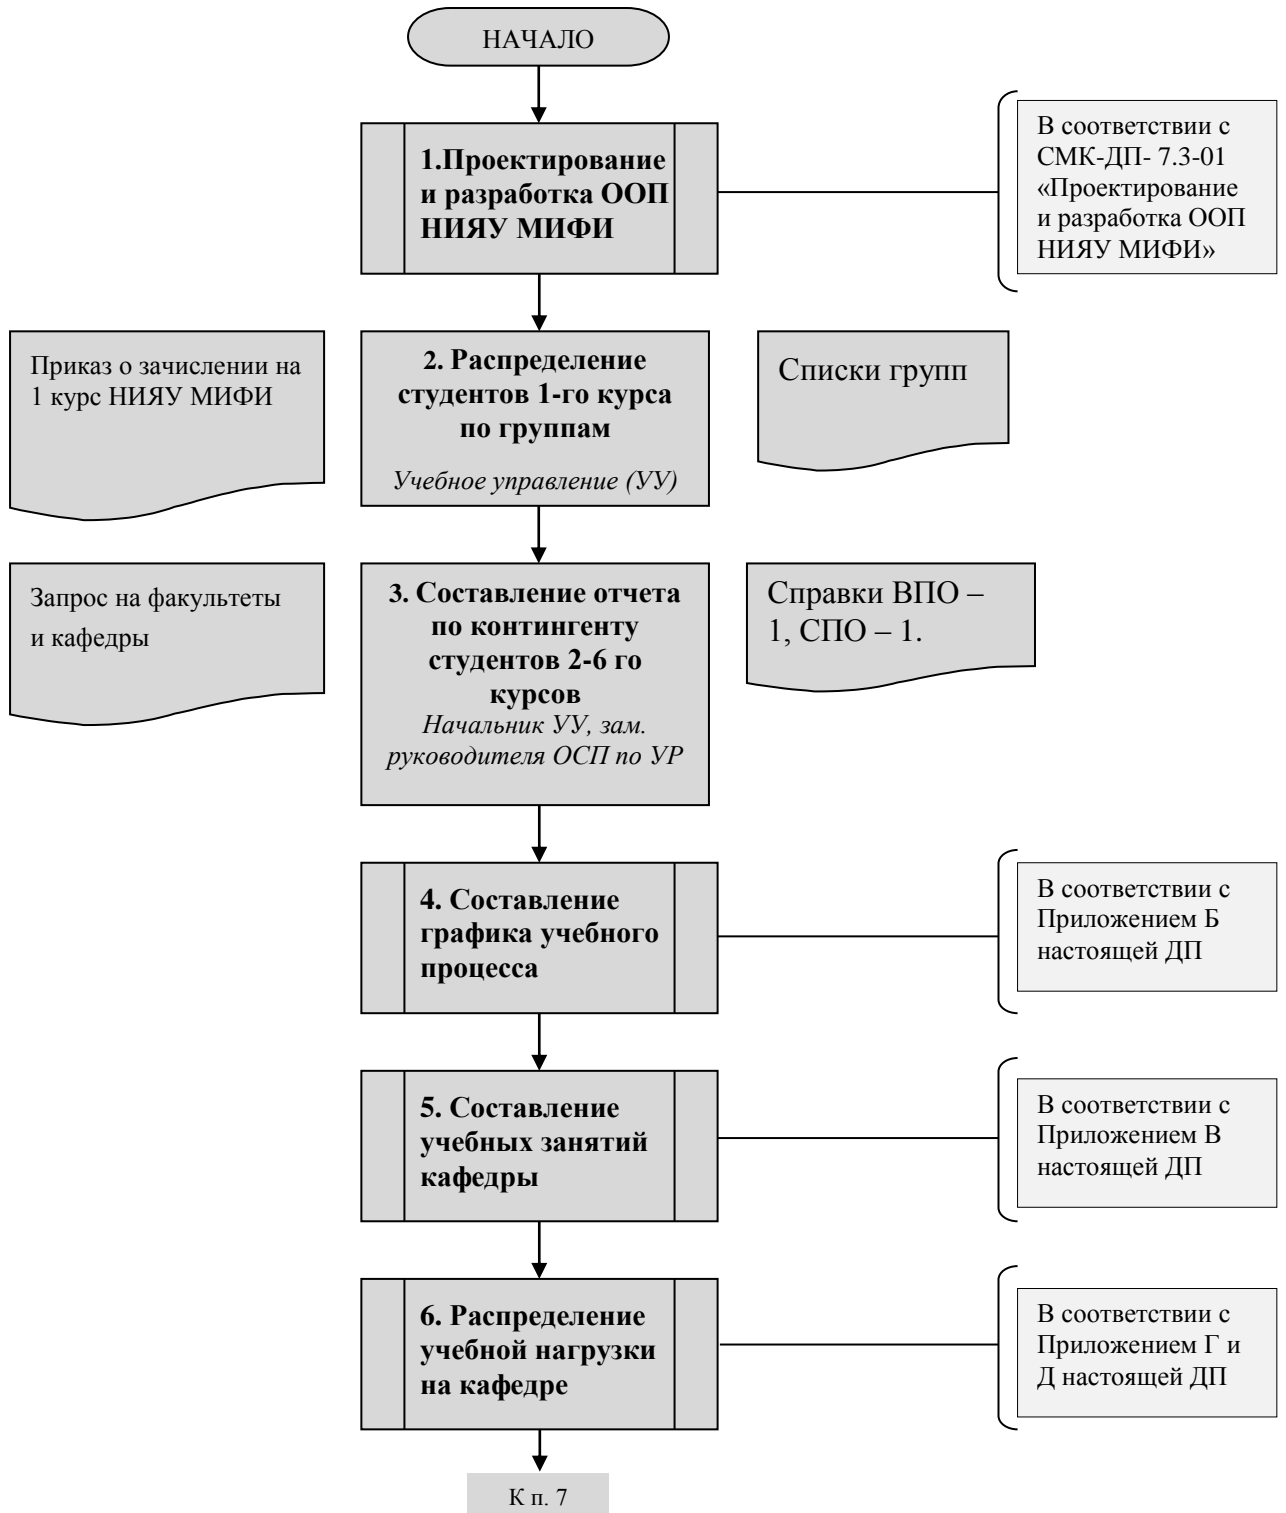 НАЧАЛО
1.Проектирование
и разработка ООП
НИЯУ МИФИ
В соответствии с
СМК-ДП- 7.3-01
«Проектирование
и разработка ООП
НИЯУ МИФИ»
Приказ о зачислении на
1 курс НИЯУ МИФИ
2. Распределение
студентов 1-го курса
по группам
Учебное управление (УУ)
Списки групп
Запрос на факультеты
и кафедры
3. Составление отчета
по контингенту
студентов 2-6 го
курсов
Начальник УУ, зам.
руководителя ОСП по УР
Справки ВПО –
1, СПО – 1.
4. Составление
графика учебного
процесса
В соответствии с
Приложением Б
настоящей ДП
5. Составление
учебных занятий
кафедры
В соответствии с
Приложением В
настоящей ДП
6. Распределение
учебной нагрузки
на кафедре
В соответствии с
Приложением Г и
Д настоящей ДП
К п. 7